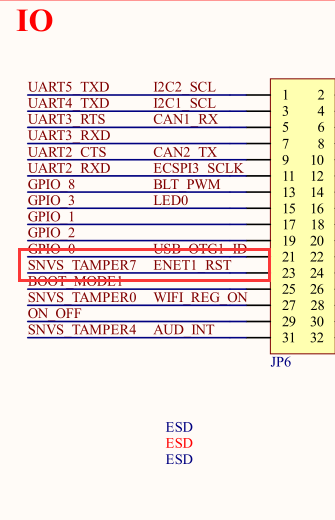 IO
UART5_TXD I2C2_SCL 1 2
UART4_TXD I2C1_SCL 3 4
UART3_RTS CAN1_RX 5 6
UART3_RXD 7 8
UART2_CTS CAN2_TX 9 10
UART2_RXD ECSPI3_SCLK 11 12
GPIO_8 BLT_PWM 13 14
GPIO_3 LED0 15 16
GPIO_1 17 18
GPIO_2 19 20
GPIO_0 USB_OTG1_ID 21 22
SNVS_TAMPER7 ENET1_RST 23 24
BOOT_MODE1 25 26
SNVS_TAMPER0 WIFI_REG_ON 27 28
ON_OFF 29 30
SNVS_TAMPER4 AUD_INT 31 32
JP6
ESD
ESD
ESD